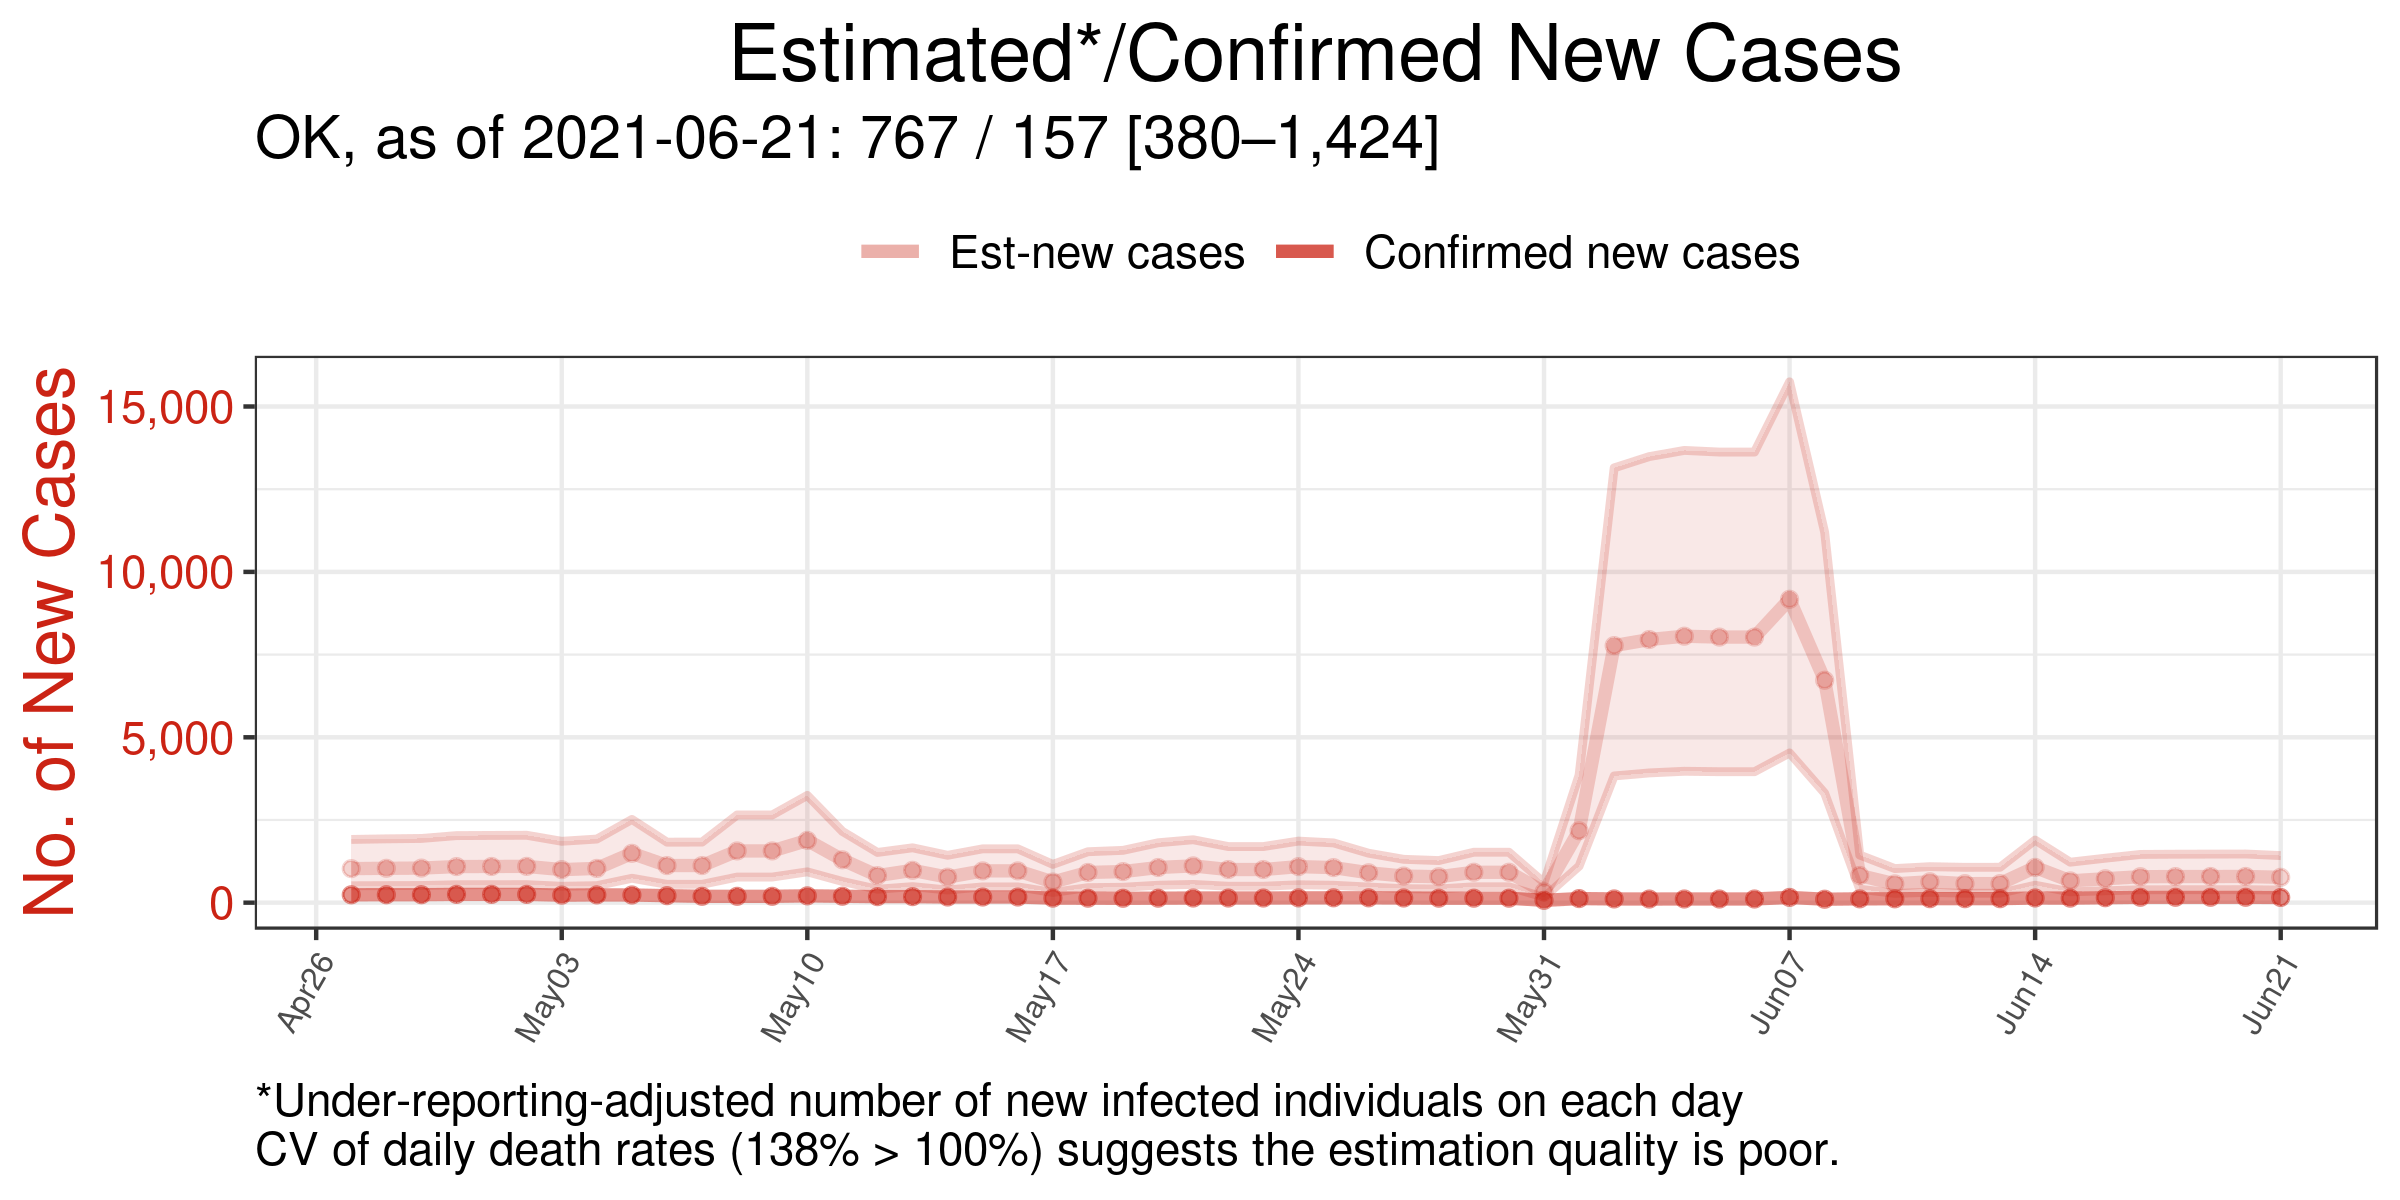 Estimated*/Confirmed New Cases
OK, as of 2021-06-21: 767 / 157 [380–1,424]
Est-new cases
Confirmed new cases
No. of New Cases
15,000
10,000
5,000
0
Apr26
May03
May10
May17
May24
May31
Jun07
Jun14
Jun21
*Under-reporting-adjusted number of new infected individuals on each day
CV of daily death rates (138% > 100%) suggests the estimation quality is poor.